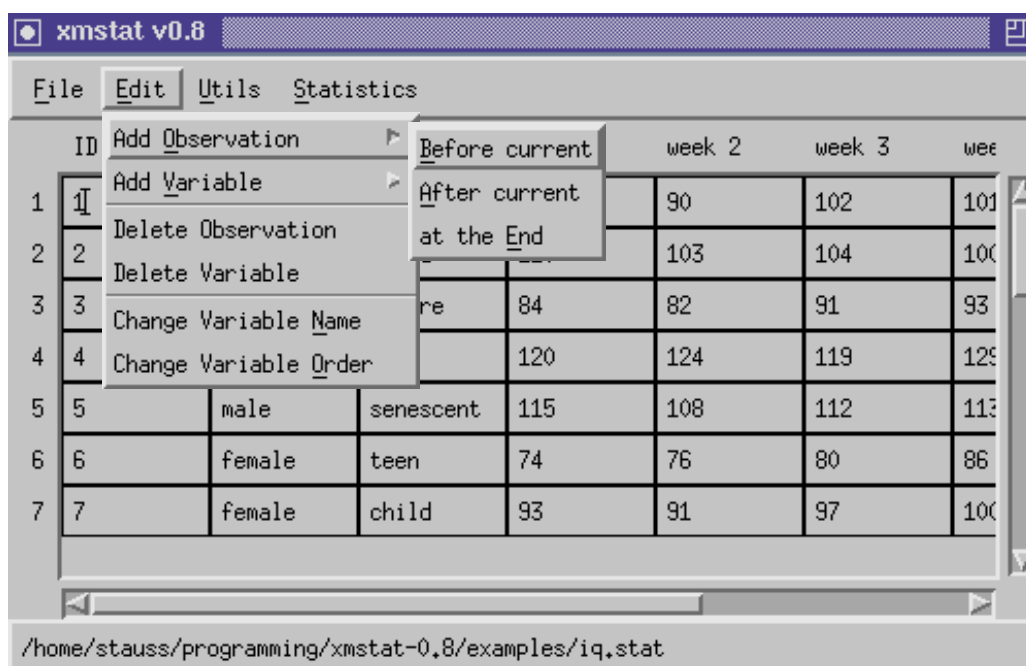 xmstat v0.8
File Edit Utils Statistics
Add Observation
Add Variable
Delete Observation
Delete Variable
Change Variable Name
Change Variable Order
Before current
After current
at the End
ID week 2 week 3
1 1 90 102 101
2 2 103 104
3 3 84 82 91 93
4 4 120 124 119 129
5 5 male senescent 115 108 112 113
6 6 female teen 74 76 80 86
7 7 female child 93 91 97
/home/stauss/programming/xmstat-0.8/examples/iq.stat